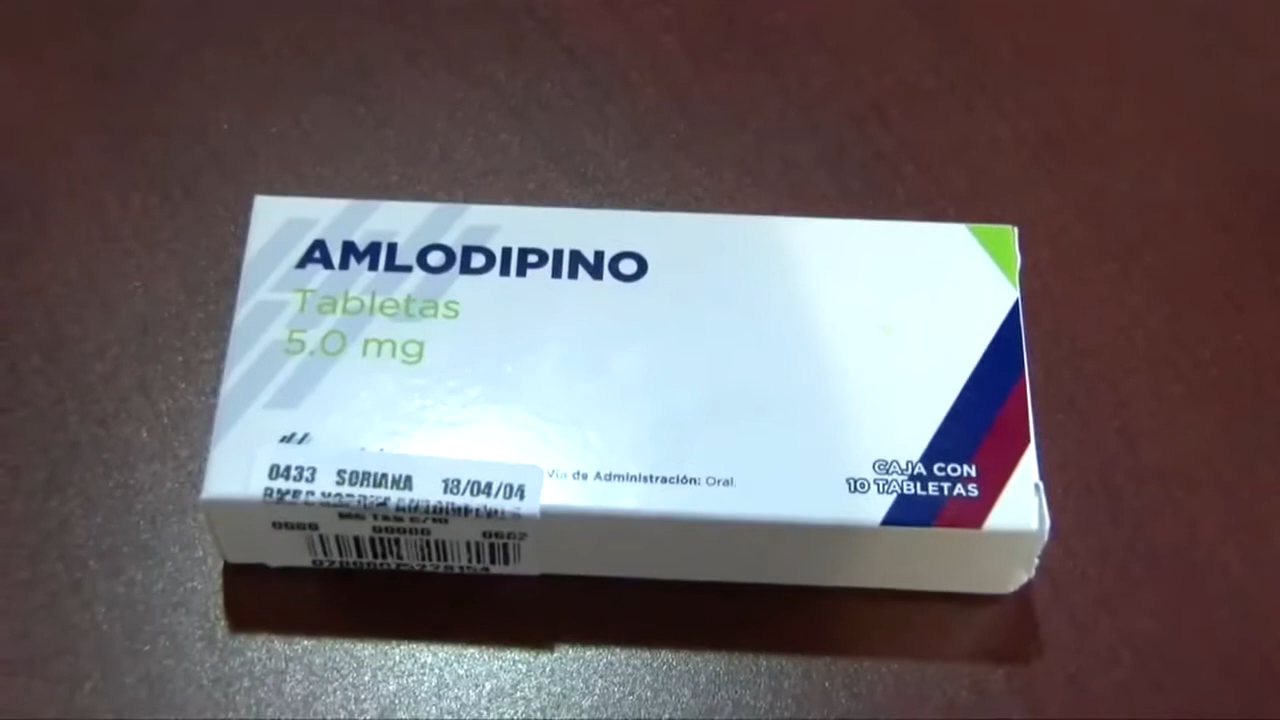 AMLODIPINO
Tabletas
5.0 mg
Vía de Administración: Oral.
CAJA CON
10 TABLETAS
0433 SORIANA 18/04/04